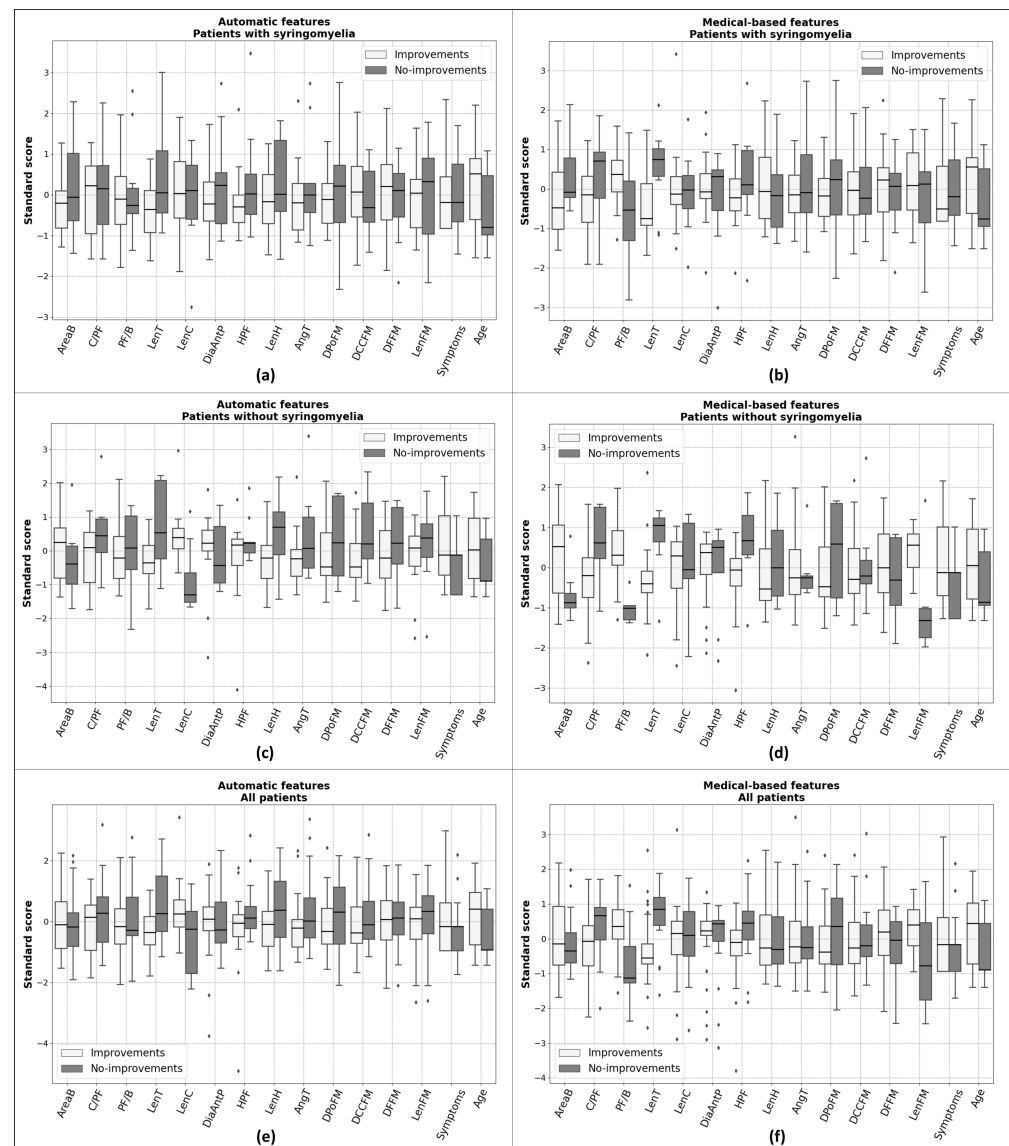 Automatic features
Patients with syringomyelia
Improvements
No-improvements
Standard score
3
2
1
0
−1
−2
−3
AreaB C/PF PF/B LenT LenC DiaAntP HPF LenH AngT DPoFM DCCFM DFFM LenFM Symptoms Age
(a)
Medical-based features
Patients with syringomyelia
Improvements
No-improvements
Standard score
3
2
1
0
−1
−2
−3
AreaB C/PF PF/B LenT LenC DiaAntP HPF LenH AngT DPoFM DCCFM DFFM LenFM Symptoms Age
(b)
Automatic features
Patients without syringomyelia
Improvements
No-improvements
Standard score
3
2
1
0
−1
−2
−3
−4
AreaB C/PF PF/B LenT LenC DiaAntP HPF LenH AngT DPoFM DCCFM DFFM LenFM Symptoms Age
(c)
Medical-based features
Patients without syringomyelia
Improvements
No-improvements
Standard score
3
2
1
0
−1
−2
−3
AreaB C/PF PF/B LenT LenC DiaAntP HPF LenH AngT DPoFM DCCFM DFFM LenFM Symptoms Age
(d)
Automatic features
All patients
Standard score
2
0
−2
−4
Improvements
No-improvements
AreaB C/PF PF/B LenT LenC DiaAntP HPF LenH AngT DPoFM DCCFM DFFM LenFM Symptoms Age
(e)
Medical-based features
All patients
Standard score
3
2
1
0
−1
−2
−3
−4
Improvements
No-improvements
AreaB C/PF PF/B LenT LenC DiaAntP HPF LenH AngT DPoFM DCCFM DFFM LenFM Symptoms Age
(f)